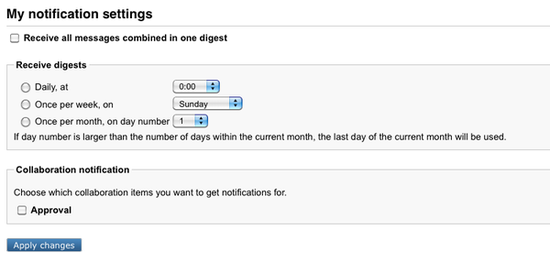 My notification settings
Receive all messages combined in one digest
Receive digests
Daily, at 0:00
Once per week, on Sunday
Once per month, on day number 1
If day number is larger than the number of days within the current month, the last day of the current month will be used.
Collaboration notification
Choose which collaboration items you want to get notifications for.
Approval
Apply changes